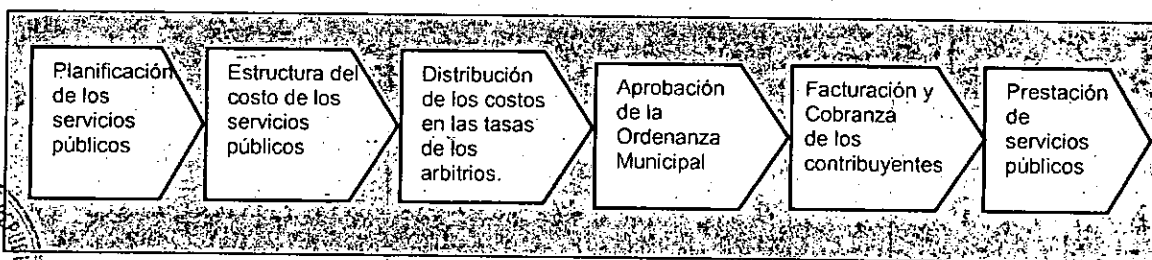 Planificación
de los
servicios
públicos
Estructura del
costo de los
servicios
públicos
Distribución
de los costos
en las tasas
de los
arbitrios.
Aprobación
de la
Ordenanza
Municipal
Facturación y
Cobranza
de los
contribuyentes
Prestación
de
servicios
públicos